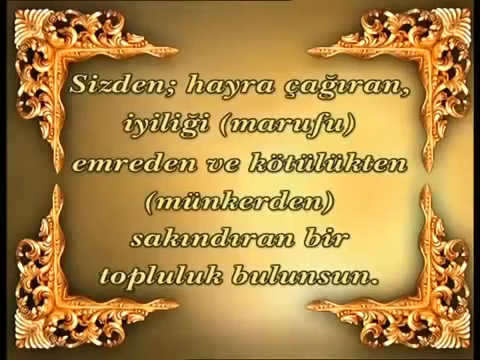 Sizden; hayra çağıran,
iyiliği (marufu)
emreden ve kötülükten
(münkerden)
sakındıran bir
topluluk bulunsun.